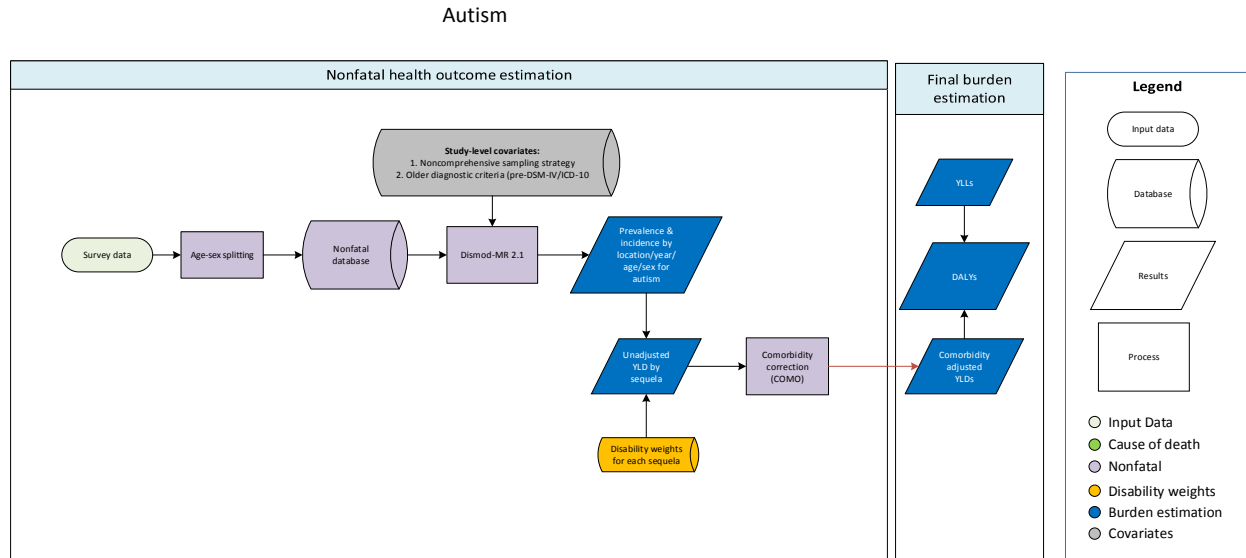 Autism
Nonfatal health outcome estimation
Final burden
estimation
Legend
Study-level covariates:
1. Noncomprehensive sampling strategy
2. Older diagnostic criteria (pre-DSM-IV/ICD-10
Survey data
Age-sex splitting
Nonfatal
database
Dismod-MR 2.1
Prevalence &
incidence by
location/year/
age/sex for
autism
Unadjusted
YLD by
sequela
Comorbidity
correction
(COMO)
Disability weights
for each sequela
YLLs
DALYs
Comorbidity
adjusted
YLDs
Input data
Database
Results
Process
Input Data
Cause of death
Nonfatal
Disability weights
Burden estimation
Covariates